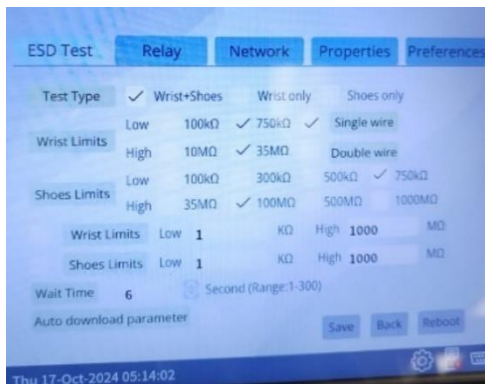 ESD Test Relay Network Properties Preferences
Test Type ✓ Wrist+Shoes Wrist only Shoes only
Wrist Limits
Low 100kΩ ✓ 750kΩ ✓ Single wire
High 10MΩ ✓ 35MΩ Double wire
Shoes Limits
Low 100kΩ 300kΩ 500kΩ ✓ 750kΩ
High 35MΩ ✓ 100MΩ 500MΩ 1000MΩ
Wrist Limits Low 1 KΩ High 1000 MΩ
Shoes Limits Low 1 KΩ High 1000 MΩ
Wait Time 6 Second (Range:1-300)
Auto download parameter
Save Back Reboot
Thu 17-Oct-2024 05:14:02